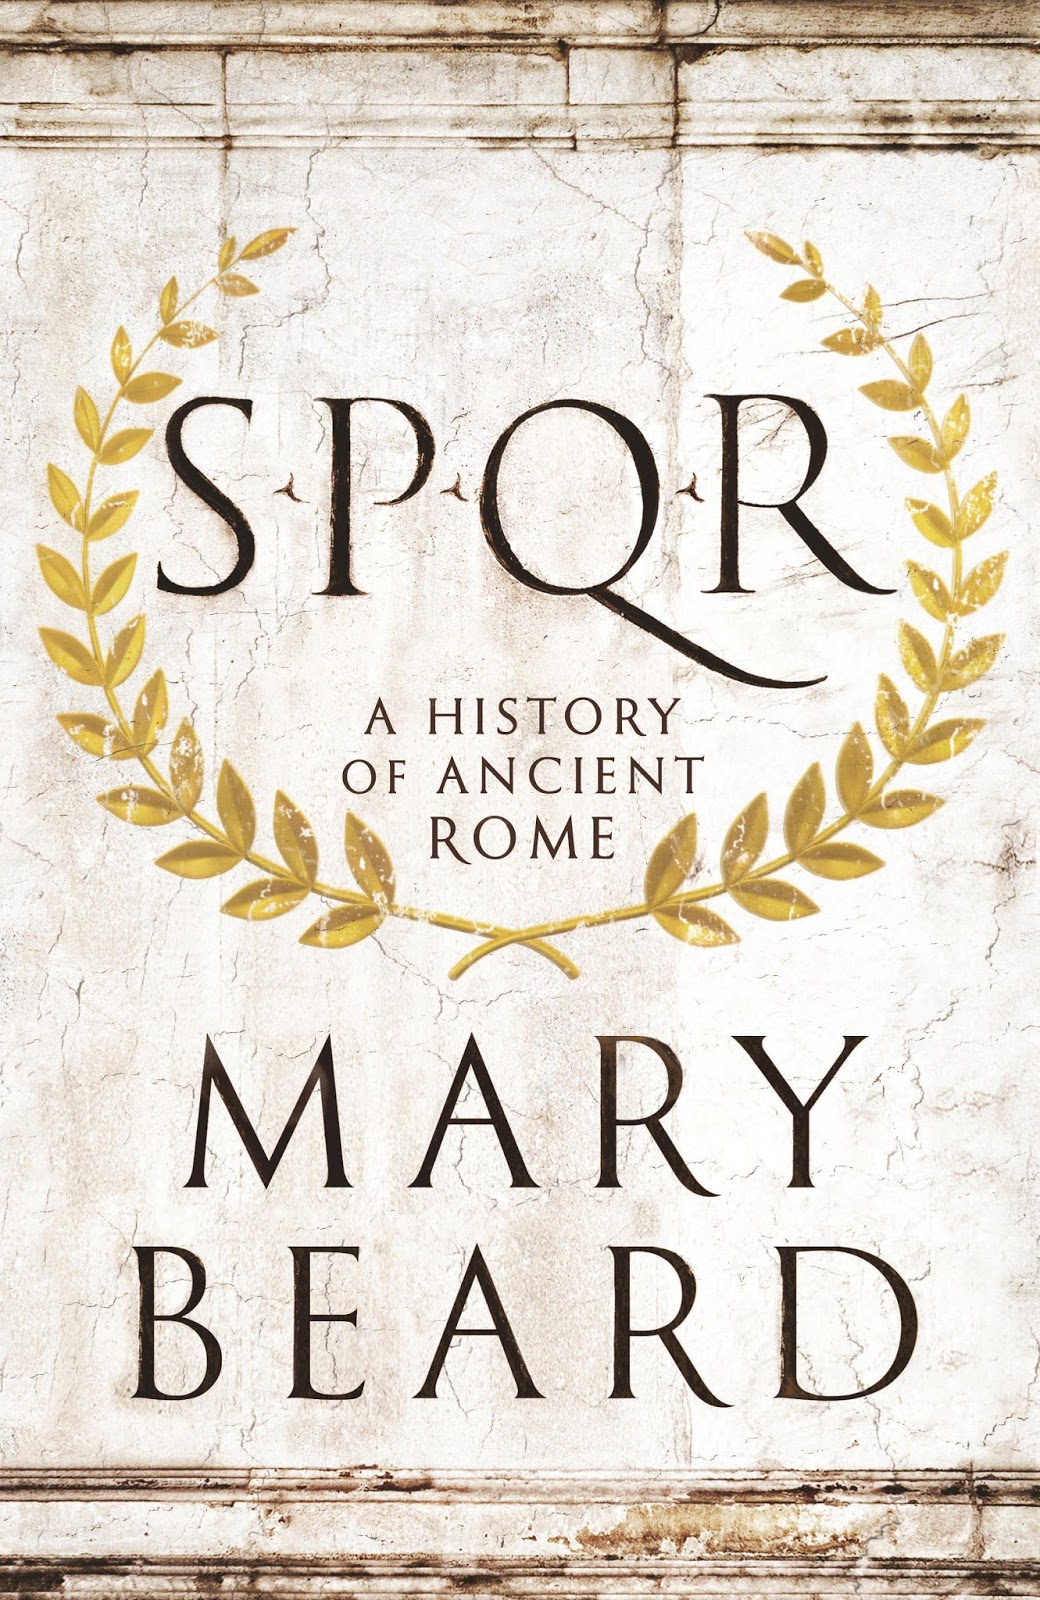 S·P·Q·R
A HISTORY
OF ANCIENT
ROME
MARY
BEARD